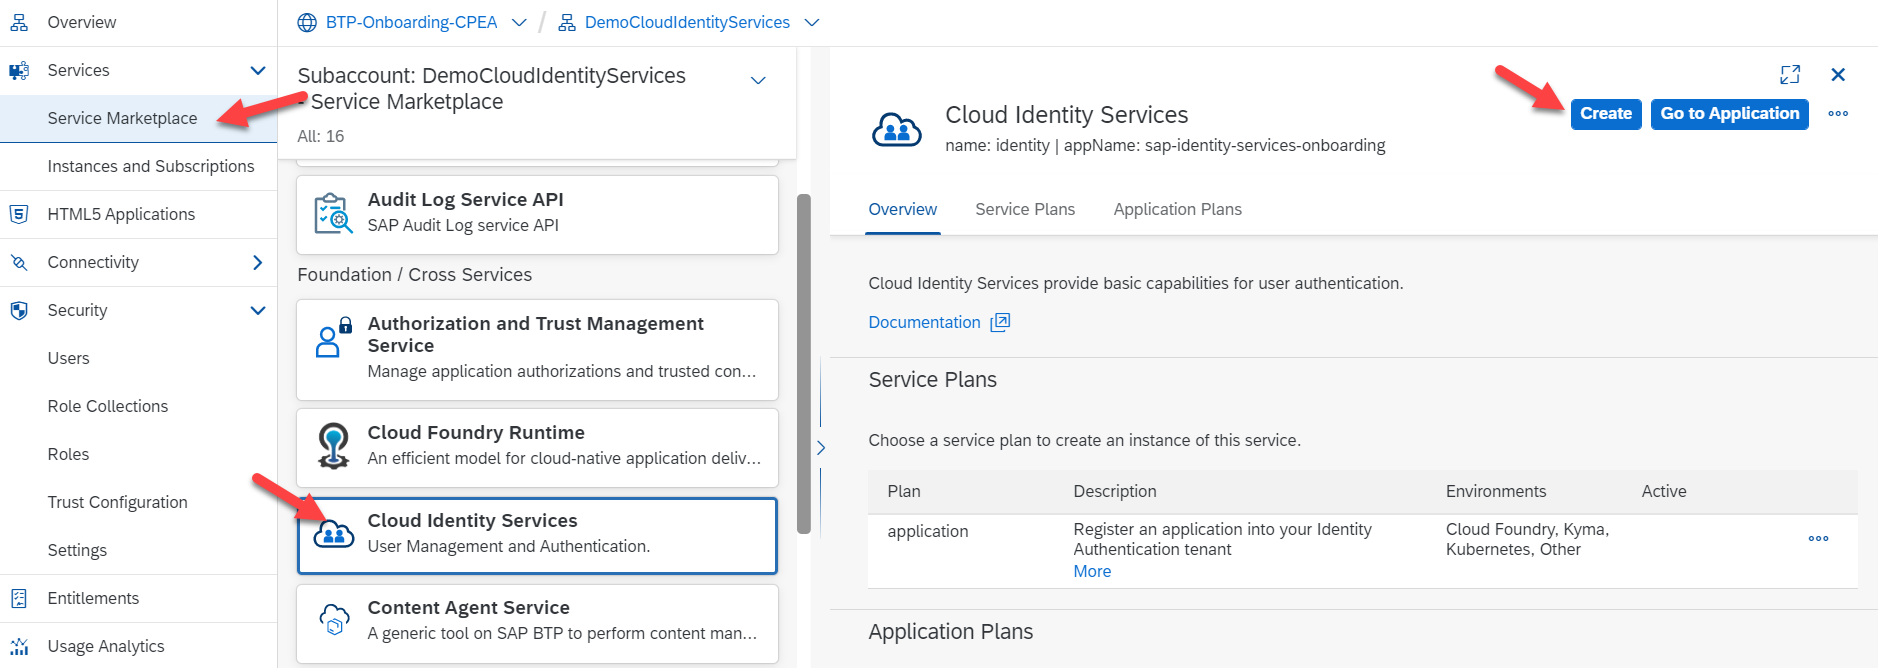 Overview
Services
Service Marketplace
Instances and Subscriptions
HTML5 Applications
Connectivity
Security
Users
Role Collections
Roles
Trust Configuration
Settings
Entitlements
Usage Analytics
BTP-Onboarding-CPEA / DemoCloudIdentityServices
Subaccount: DemoCloudIdentityServices
- Service Marketplace
All: 16
Audit Log Service API
SAP Audit Log service API
Foundation / Cross Services
Authorization and Trust Management
Service
Manage application authorizations and trusted con...
Cloud Foundry Runtime
An efficient model for cloud-native application deliv...
Cloud Identity Services
User Management and Authentication.
Content Agent Service
A generic tool on SAP BTP to perform content man...
Cloud Identity Services
name: identity | appName: sap-identity-services-onboarding
Create
Go to Application
Overview
Service Plans
Application Plans
Cloud Identity Services provide basic capabilities for user authentication.
Documentation
Service Plans
Choose a service plan to create an instance of this service.
Plan Description Environments Active
application
Register an application into your Identity
Authentication tenant
More
Cloud Foundry, Kyma,
Kubernetes, Other
Application Plans